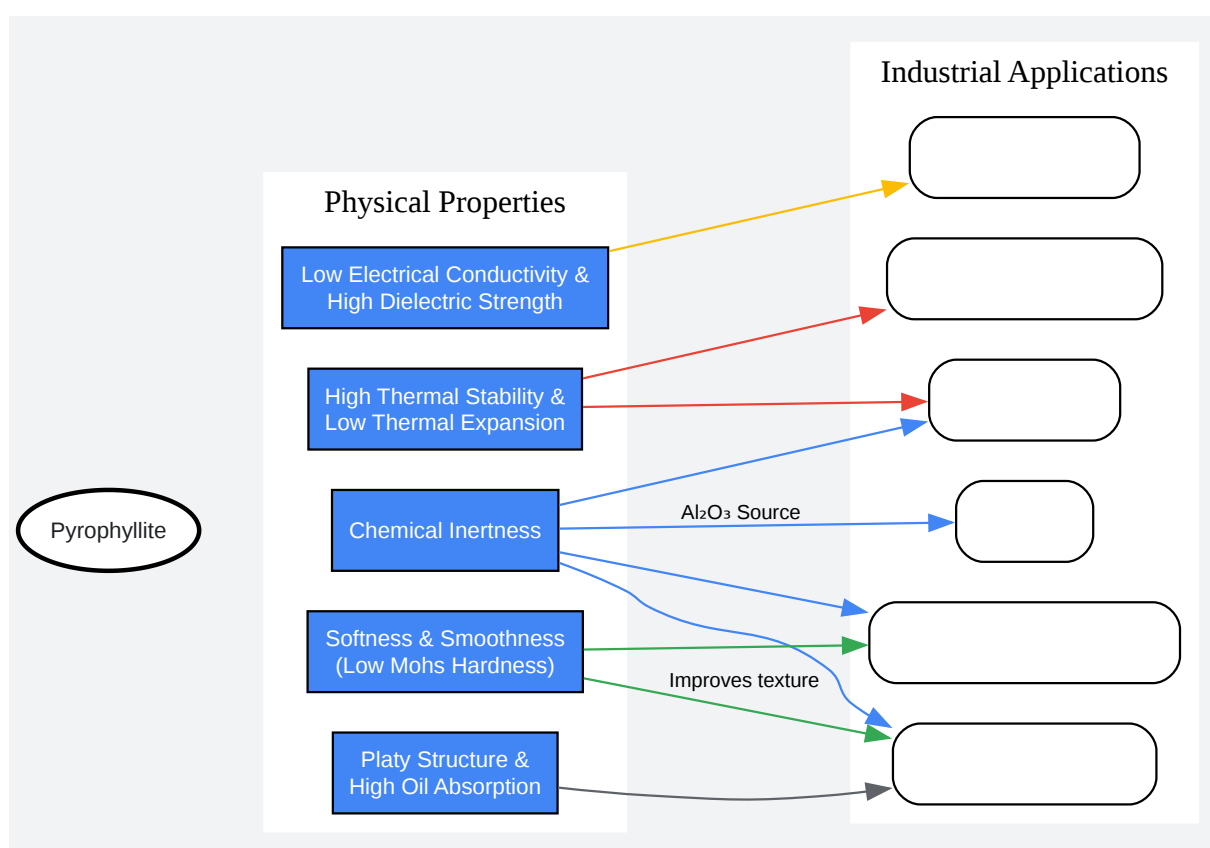 Industrial Applications
Physical Properties
Low Electrical Conductivity &
High Dielectric Strength
High Thermal Stability &
Low Thermal Expansion
Pyrophyllite
Chemical Inertness
Al₂O₃ Source
Softness & Smoothness
(Low Mohs Hardness)
Improves texture
Platy Structure &
High Oil Absorption